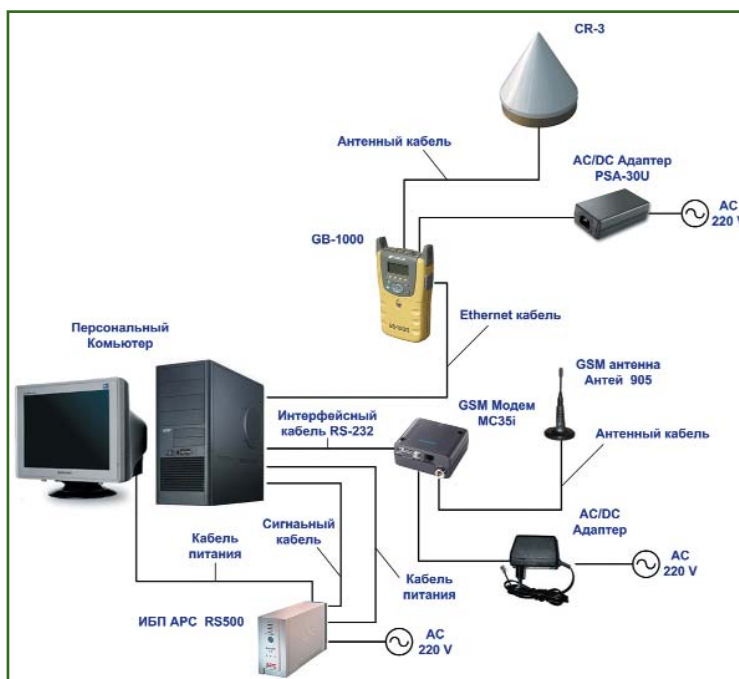 CR-3
Антенный кабель
AC/DC Адаптер
PSA-30U
AC
220 V
GB-1000
Ethernet кабель
Персональный
Комьютер
GSM антенна
Антей 905
GSM Модем
MC35i
Интерфейсный
кабель RS-232
Антенный кабель
AC/DC
Адаптер
Сигнаьный
кабель
Кабель
питания
AC
220 V
Кабель
питания
ИБП APC RS500
AC
220 V